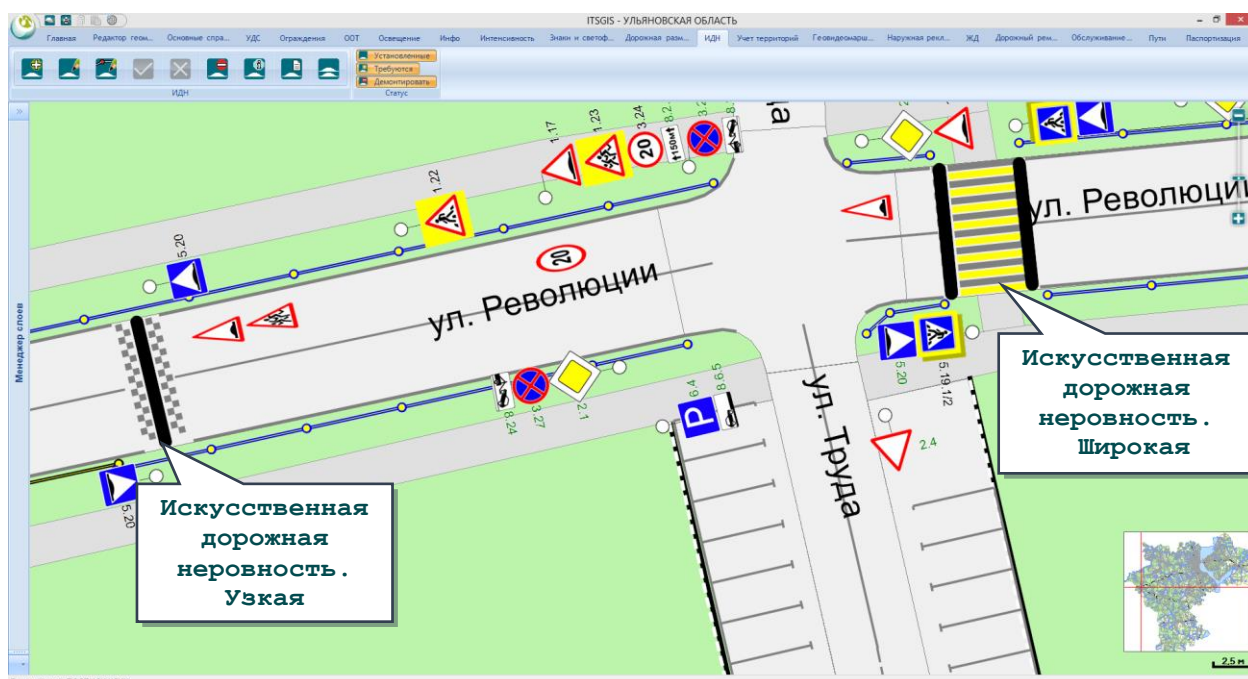 ITSGIS - УЛЬЯНОВСКАЯ ОБЛАСТЬ
Главная Редактор геом... Основные спра... УДС Ограждения ООТ Освещение Инфо Интенсивность Знаки и светоф... Дорожная разм... ИДН Учет территорий Геовидеомарш... Наружная рекл... ЖД Дорожный рем... Обслуживание... Пути Паспортизация
Установленные
Требуются
Демонтировать
ИДН Статус
Менеджер слоев
1.17
1.23
3.24
20
150м
1.22
5.20
20
ул. Революции
ул. Революции
ул. Труда
8.24
3.27
2.1
6.4
8.6.5
P
5.20
5.19.1/2
2.4
5.20
Искусственная
дорожная
неровность.
Узкая
Искусственная
дорожная
неровность.
Широкая
2,5 м